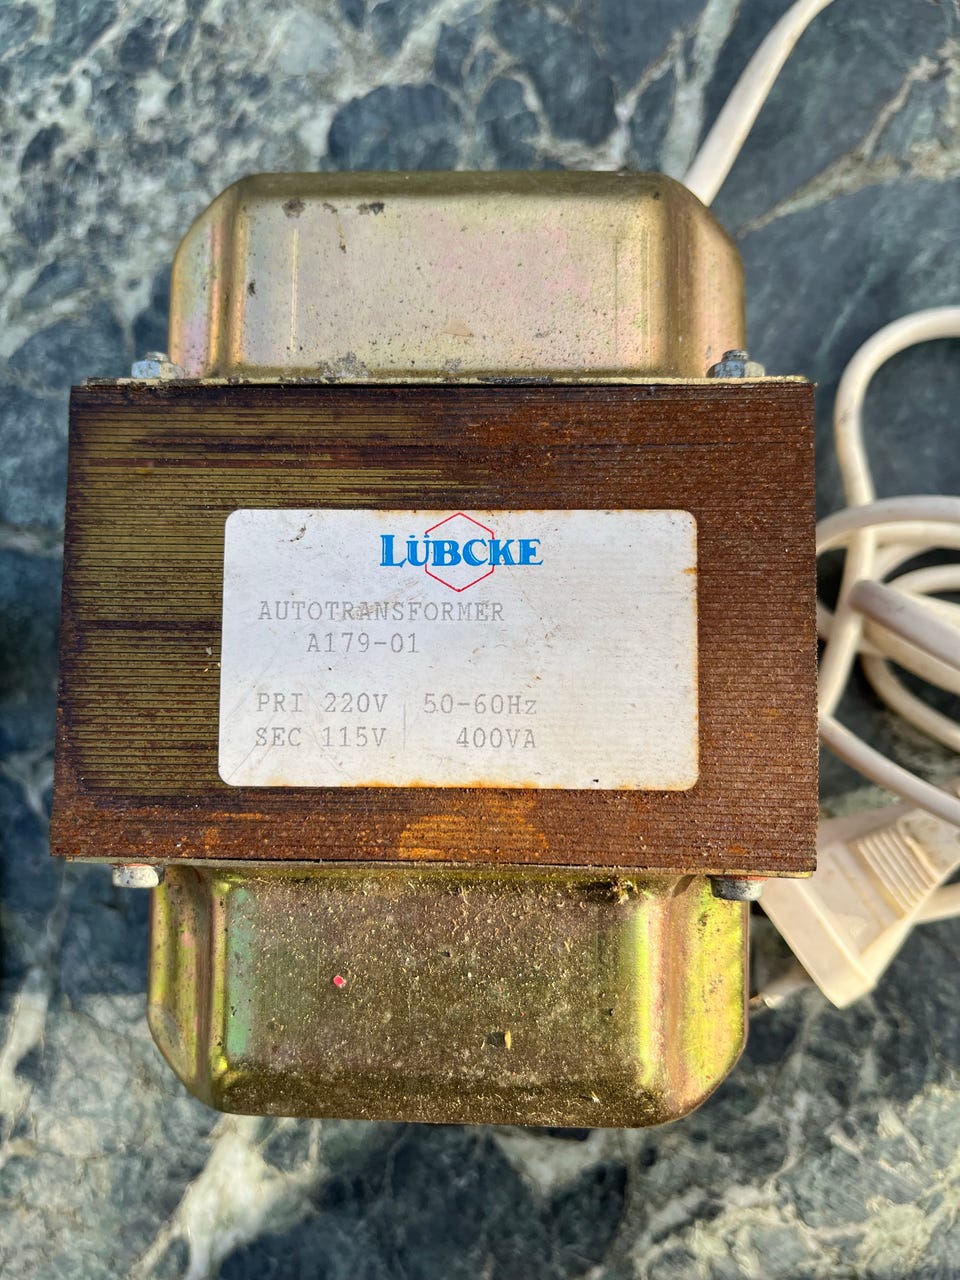 LÜBCKE
AUTOTRANSFORMER
A179-01
PRI 220V 50-60Hz
SEC 115V 400VA